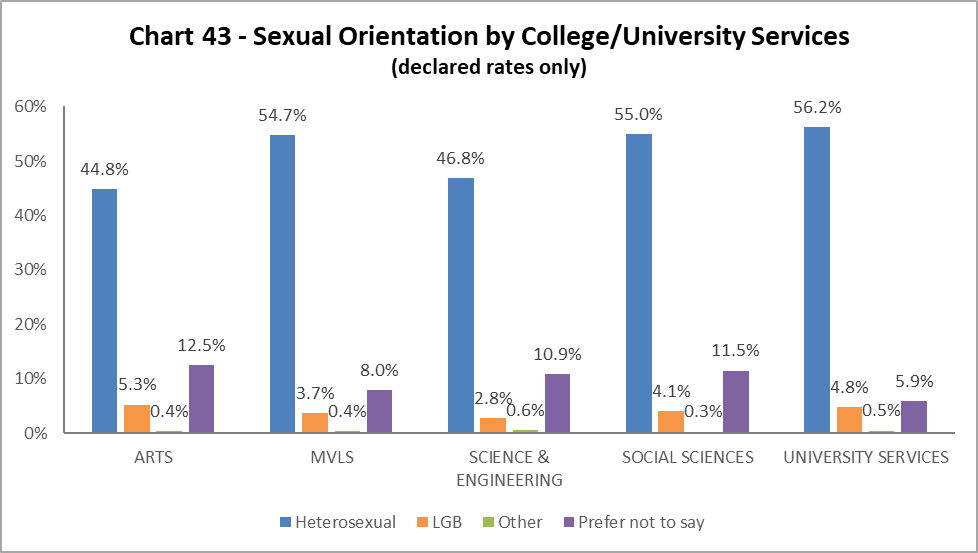 Chart 43 - Sexual Orientation by College/University Services
(declared rates only)
60%
50%
40%
30%
20%
10%
0%
44.8%
5.3%
0.4%
12.5%
54.7%
3.7%
0.4%
8.0%
46.8%
2.8%
0.6%
10.9%
55.0%
4.1%
0.3%
11.5%
56.2%
4.8%
0.5%
5.9%
ARTS
MVLS
SCIENCE &
ENGINEERING
SOCIAL SCIENCES
UNIVERSITY SERVICES
Heterosexual
LGB
Other
Prefer not to say